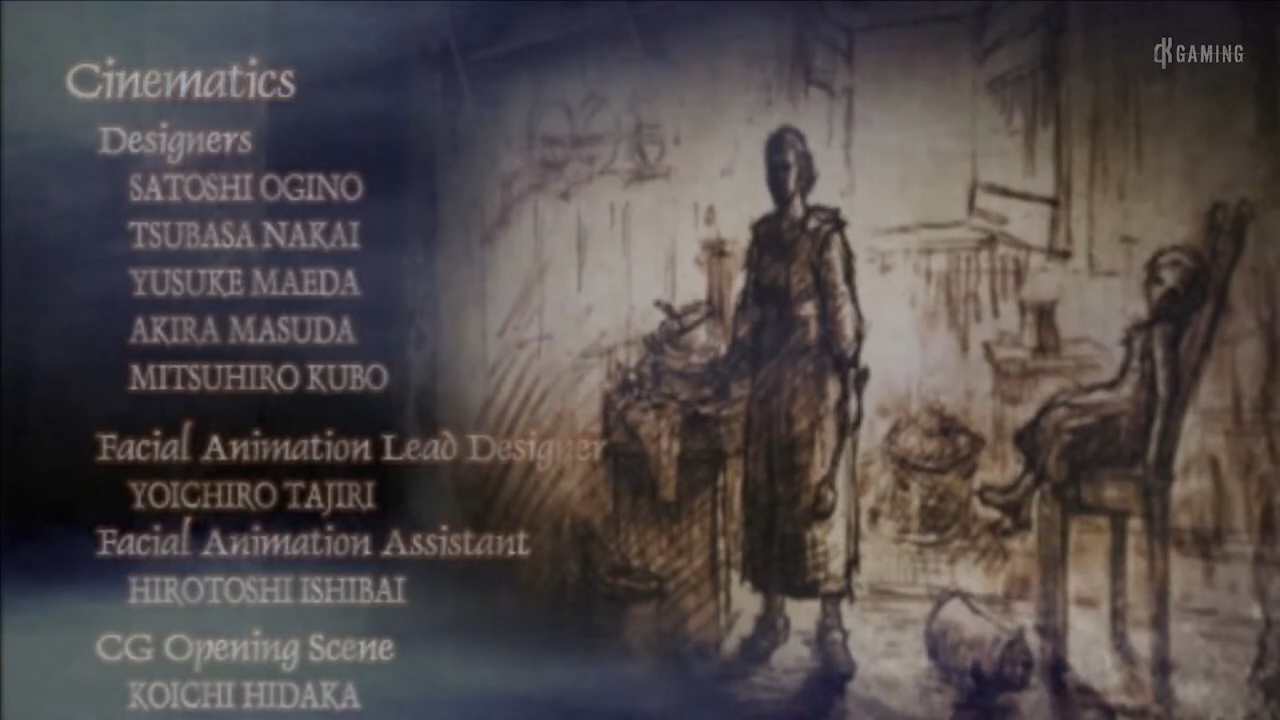 Cinematics
Designers
SATOSHI OGINO
TSUBASA NAKAI
YUSUKE MAEDA
AKIRA MASUDA
MITSUHIRO KUBO
Facial Animation Lead Designer
YOICHIRO TAJIRI
Facial Animation Assistant
HIROTOSHI ISHIBAI
CG Opening Scene
KOICHI HIDAKA
GAMING